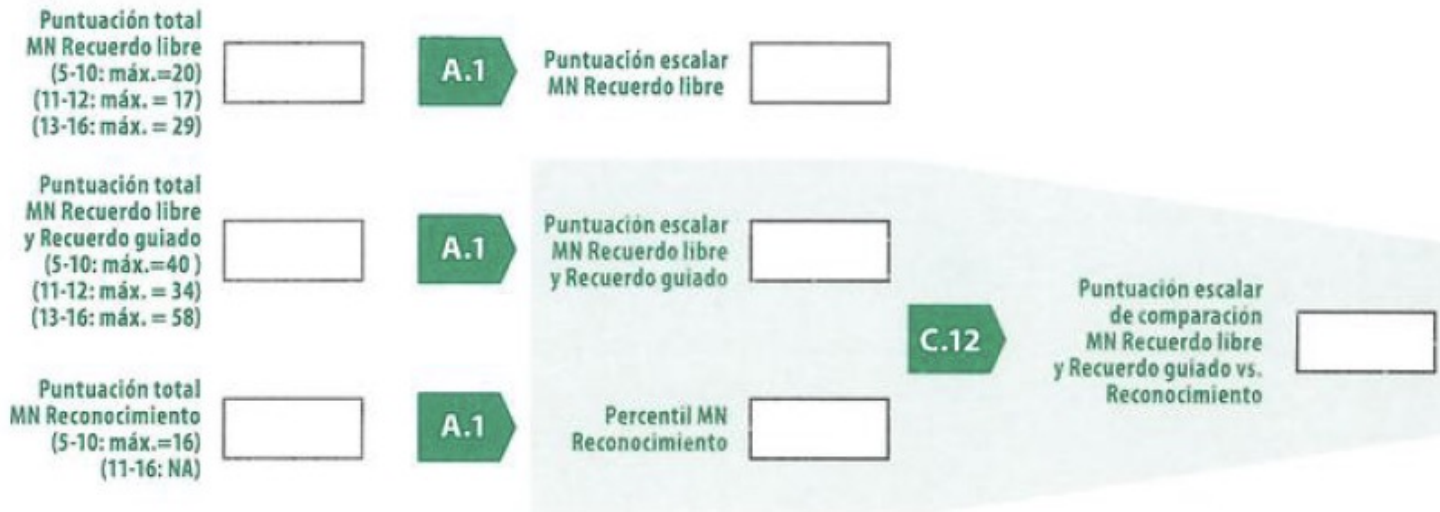 Puntuación total
MN Recuerdo libre
(5-10: máx.=20)
(11-12: máx. = 17)
(13-16: máx. = 29)
A.1
Puntuación escalar
MN Recuerdo libre
Puntuación total
MN Recuerdo libre
y Recuerdo guiado
(5-10: máx.=40 )
(11-12: máx. = 34)
(13-16: máx. = 58)
A.1
Puntuación escalar
MN Recuerdo libre
y Recuerdo guiado
Puntuación total
MN Reconocimiento
(5-10: máx.=16)
(11-16: NA)
A.1
Percentil MN
Reconocimiento
C.12
Puntuación escalar
de comparación
MN Recuerdo libre
y Recuerdo guiado vs.
Reconocimiento